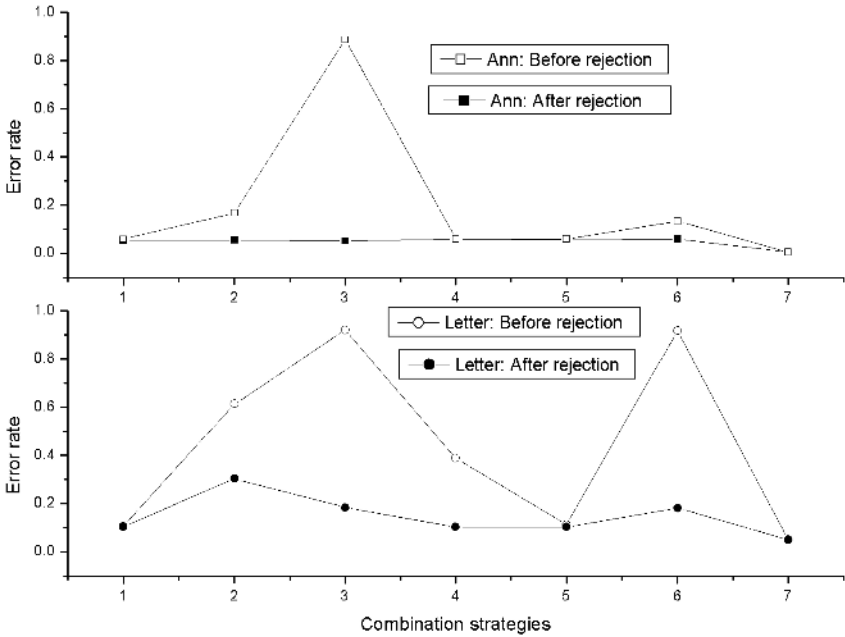 1.0
Ann: Before rejection
0.8
Ann: After rejection
0.6
Error rate
0.4
0.2
0.0
1 2 3 4 5 6 7
1.0
Letter: Before rejection
0.8
Letter: After rejection
0.6
Error rate
0.4
0.2
0.0
1 2 3 4 5 6 7
Combination strategies